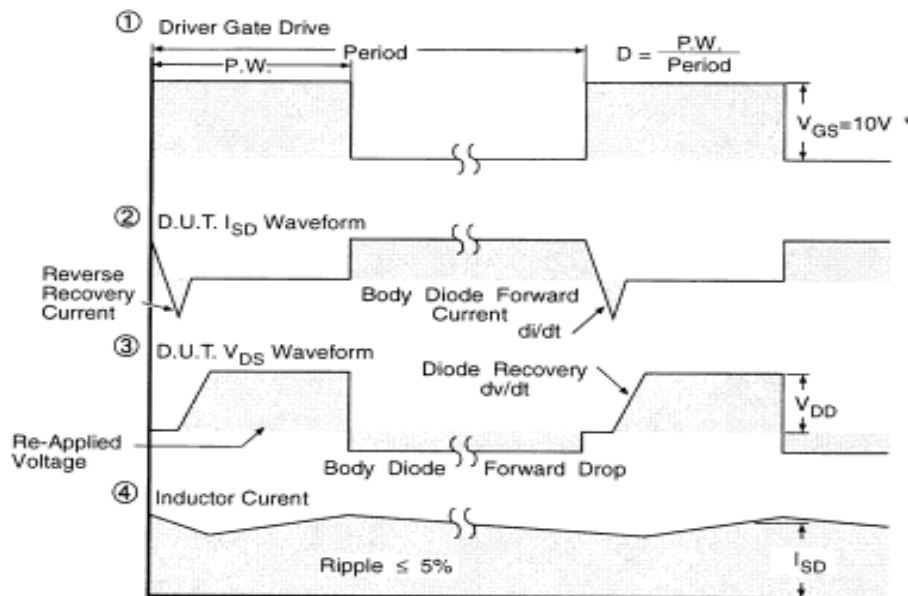 ① Driver Gate Drive
Period
P.W.
D = P.W. / Period
V_GS=10V *
② D.U.T. I_SD Waveform
Reverse
Recovery
Current
Body Diode Forward
Current
di/dt
③ D.U.T. V_DS Waveform
Diode Recovery
dv/dt
V_DD
Re-Applied
Voltage
Body Diode
Forward Drop
④ Inductor Curent
Ripple ≤ 5%
I_SD